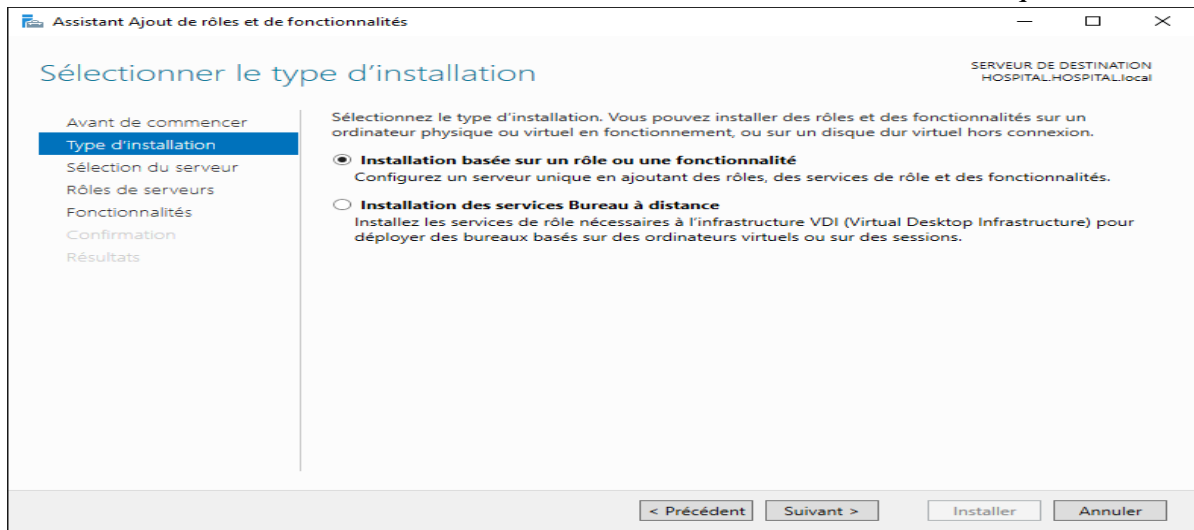 Assistant Ajout de rôles et de fonctionnalités
Sélectionner le type d'installation
SERVEUR DE DESTINATION
HOSPITAL.HOSPITAL.local
Avant de commencer
Type d'installation
Sélection du serveur
Rôles de serveurs
Fonctionnalités
Confirmation
Résultats
Sélectionnez le type d'installation. Vous pouvez installer des rôles et des fonctionnalités sur un
ordinateur physique ou virtuel en fonctionnement, ou sur un disque dur virtuel hors connexion.
Installation basée sur un rôle ou une fonctionnalité
Configurez un serveur unique en ajoutant des rôles, des services de rôle et des fonctionnalités.
Installation des services Bureau à distance
Installez les services de rôle nécessaires à l'infrastructure VDI (Virtual Desktop Infrastructure) pour
déployer des bureaux basés sur des ordinateurs virtuels ou sur des sessions.
< Précédent Suivant > Installer Annuler